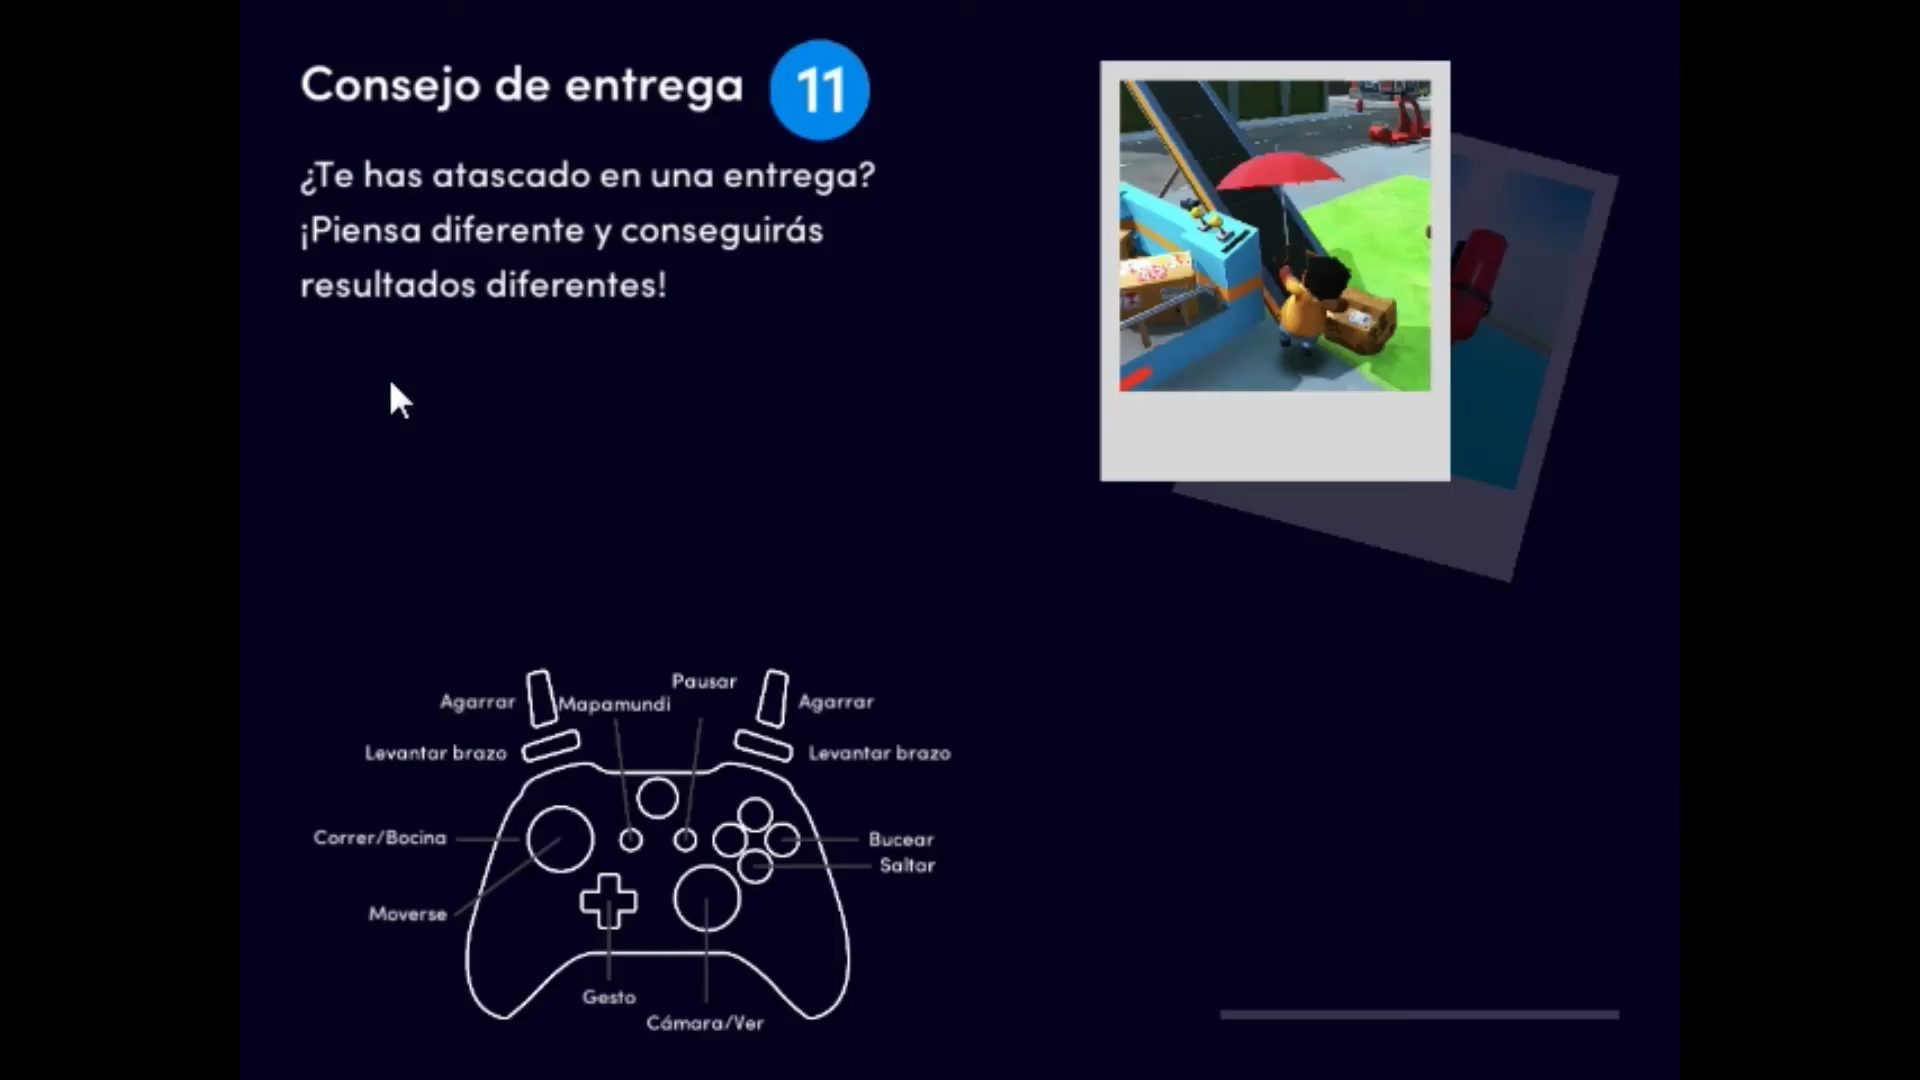 Consejo de entrega 11
¿Te has atascado en una entrega?
¡Piensa diferente y conseguirás
resultados diferentes!
Pausar
Agarrar Mapamundi Agarrar
Levantar brazo Levantar brazo
Correr/Bocina Bucear
Saltar
Moverse
Gesto
Cámara/Ver